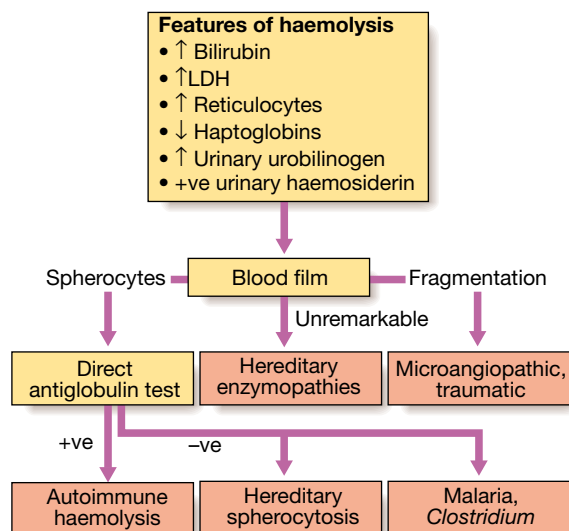 Features of haemolysis
• ↑ Bilirubin
• ↑LDH
• ↑ Reticulocytes
• ↓ Haptoglobins
• ↑ Urinary urobilinogen
• +ve urinary haemosiderin
Spherocytes
Blood film
Fragmentation
Unremarkable
Direct
antiglobulin test
Hereditary
enzymopathies
Microangiopathic,
traumatic
+ve
–ve
Autoimmune
haemolysis
Hereditary
spherocytosis
Malaria,
Clostridium